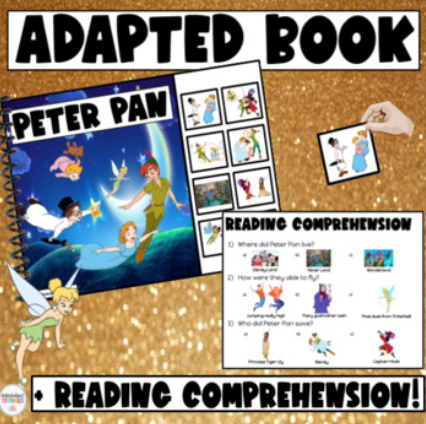 ADAPTED BOOK
PETER PAN
READING COMPREHENSION
1) Where did Peter Pan live?
a) b) c)
Disney Land Never Land Wonderland
2) How were they able to fly?
a) b) c)
Jumping really high Fairy godmother wish Pixie dust from Tinkerbell
3) Who did Peter Pan save?
a) b) c)
Princess Tiger Lily Wendy Captain Hook
+ READING COMPREHENSION!